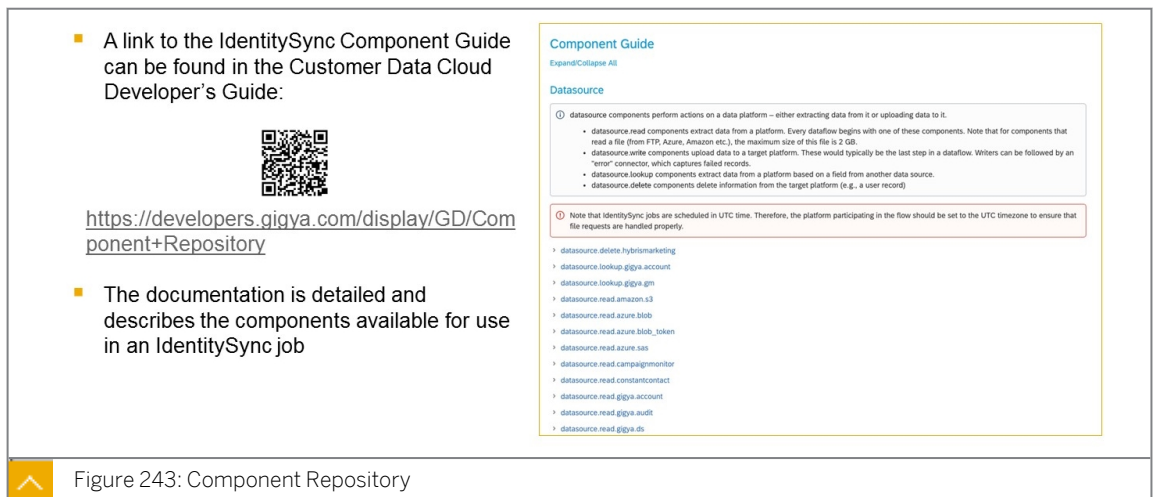 A link to the IdentitySync Component Guide
can be found in the Customer Data Cloud
Developer's Guide:
https://developers.gigya.com/display/GD/Com
ponent+Repository
The documentation is detailed and
describes the components available for use
in an IdentitySync job
Component Guide
Expand/Collapse All
Datasource
datasource components perform actions on a data platform – either extracting data from it or uploading data to it.
datasource.read components extract data from a platform. Every dataflow begins with one of these components. Note that for components that
read a file (from FTP, Azure, Amazon etc.), the maximum size of this file is 2 GB.
datasource.write components upload data to a target platform. These would typically be the last step in a dataflow. Writers can be followed by an
"error" connector, which captures failed records.
datasource.lookup components extract data from a platform based on a field from another data source.
datasource.delete components delete information from the target platform (e.g., a user record)
Note that IdentitySync jobs are scheduled in UTC time. Therefore, the platform participating in the flow should be set to the UTC timezone to ensure that
file requests are handled properly.
datasource.delete.hybrismarketing
datasource.lookup.gigya.account
datasource.lookup.gigya.gm
datasource.read.amazon.s3
datasource.read.azure.blob
datasource.read.azure.blob_token
datasource.read.azure.sas
datasource.read.campaignmonitor
datasource.read.constantcontact
datasource.read.gigya.account
datasource.read.gigya.audit
datasource.read.gigya.ds
Figure 243: Component Repository